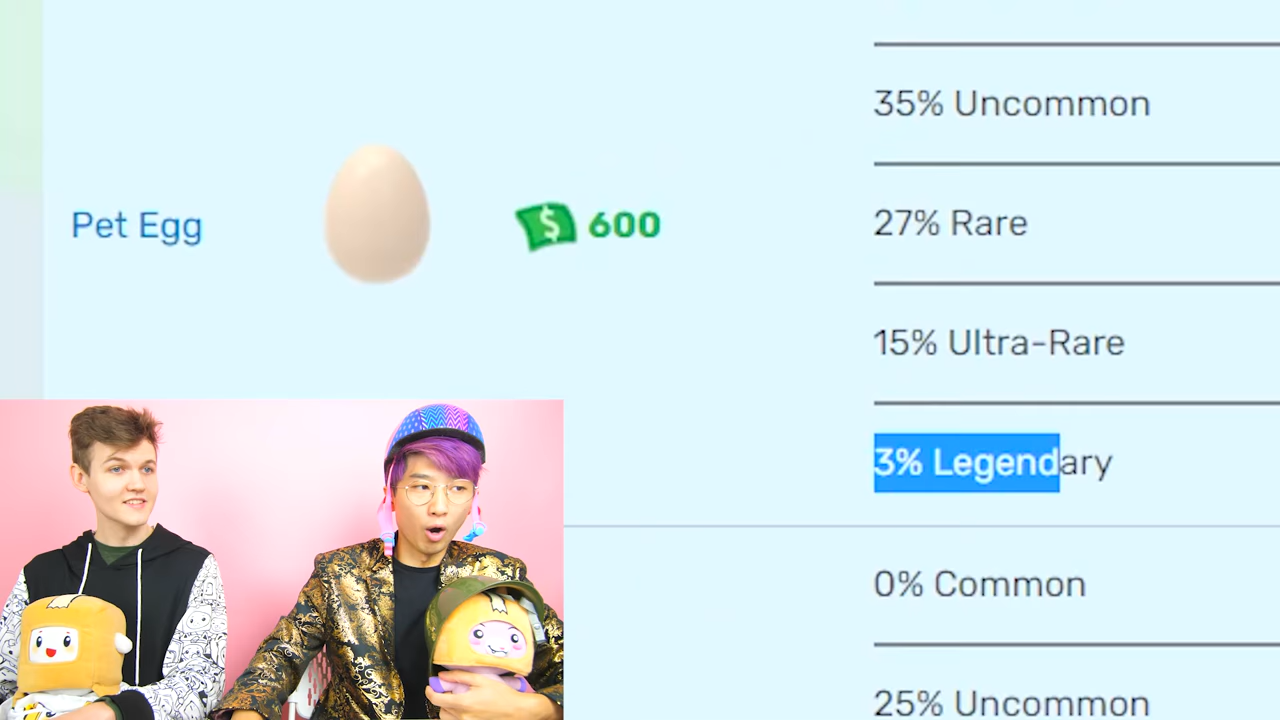 35% Uncommon
Pet Egg
$ 600
27% Rare
15% Ultra-Rare
3% Legendary
0% Common
25% Uncommon